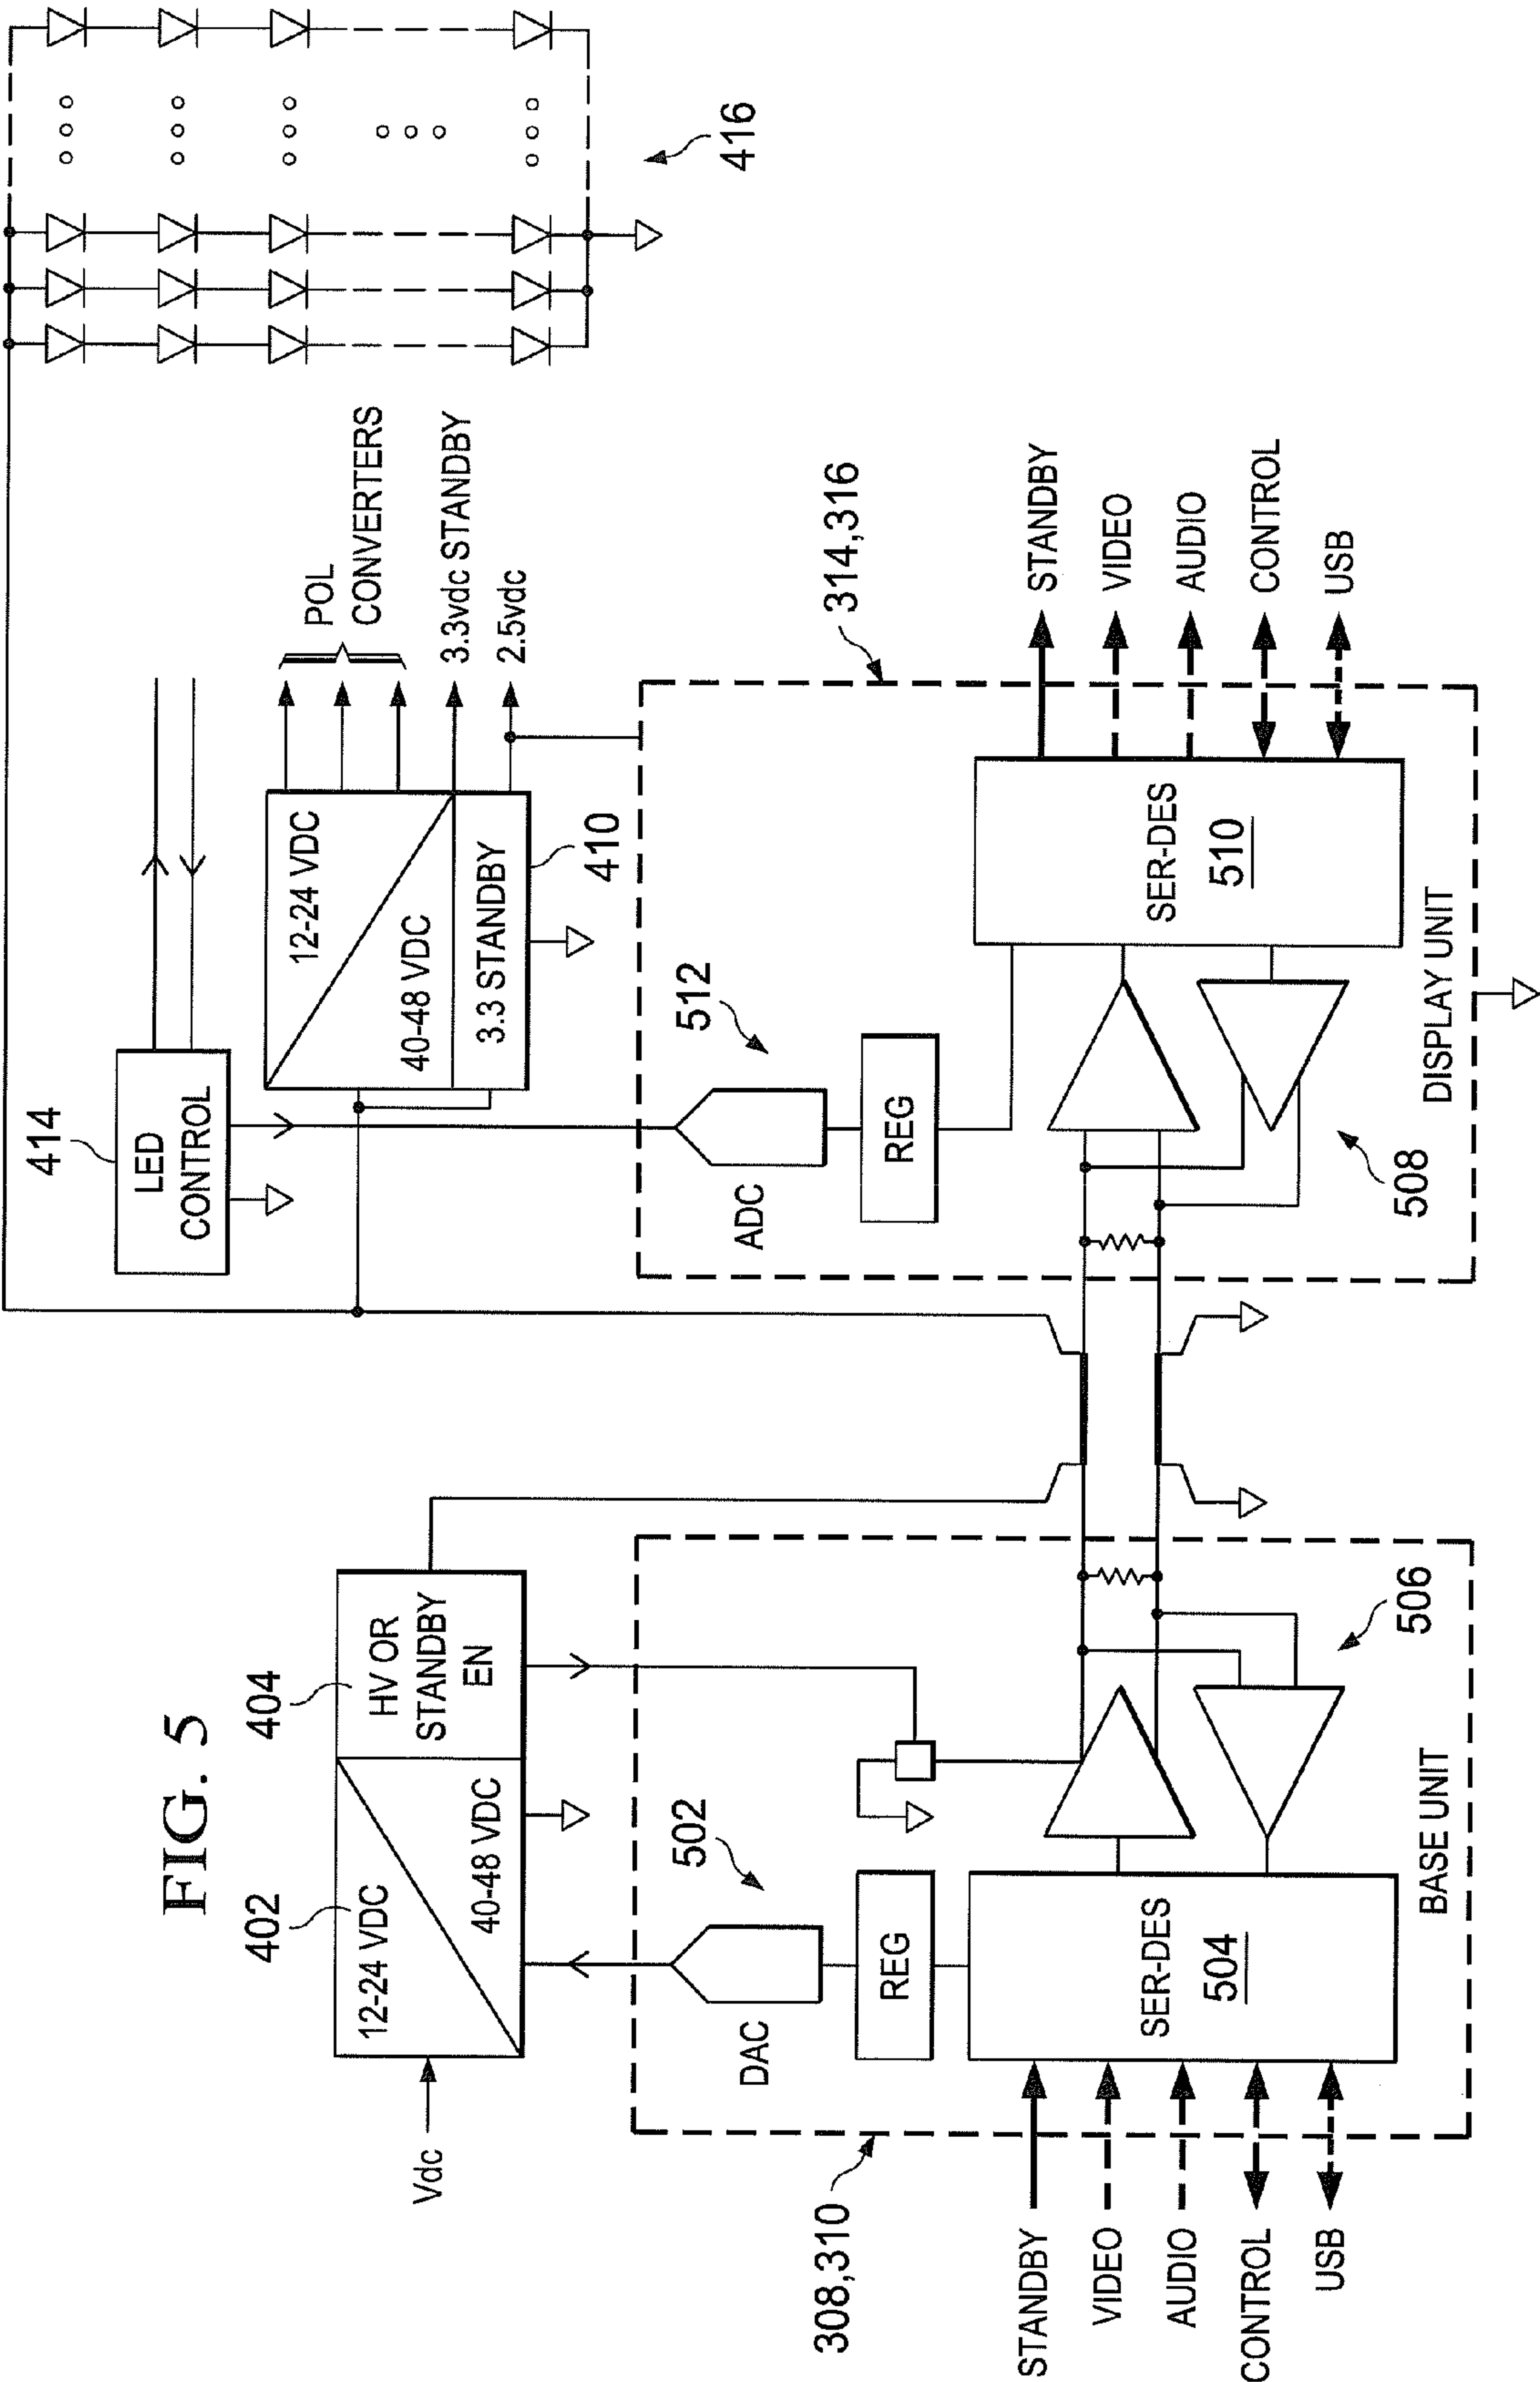 FIG. 5
402
404
12-24 VDC
40-48 VDC
HV OR
STANDBY
EN
Vdc
414
LED
CONTROL
12-24 VDC
40-48 VDC
3.3 STANDBY
410
POL
CONVERTERS
3.3vdc STANDBY
2.5vdc
416
308,310
502
DAC
REG
SER-DES
504
506
BASE UNIT
STANDBY
VIDEO
AUDIO
CONTROL
USB
314,316
512
ADC
REG
SER-DES
510
508
DISPLAY UNIT
STANDBY
VIDEO
AUDIO
CONTROL
USB